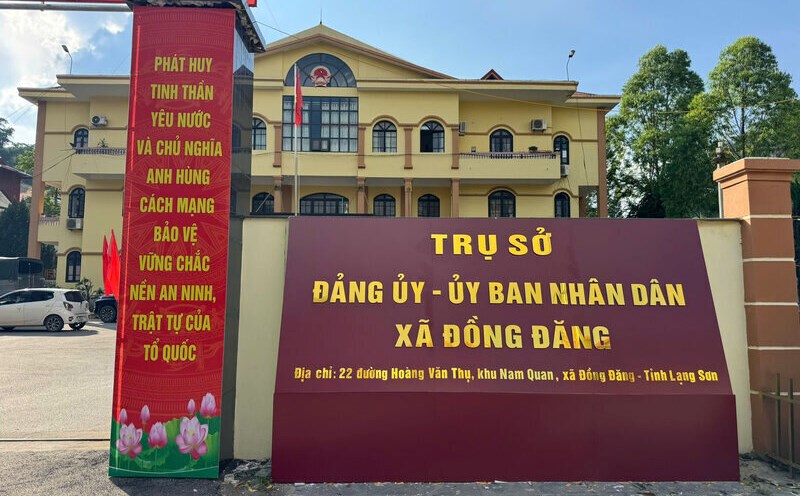 PHÁT HUY
TINH THẦN
YÊU NƯỚC
VÀ CHỦ NGHĨA
ANH HÙNG
CÁCH MẠNG
BẢO VỆ
VỮNG CHẮC
NỀN AN NINH,
TRẬT TỰ CỦA
TỔ QUỐC
TRỤ SỞ
ĐẢNG ỦY - ỦY BAN NHÂN DÂN
XÃ ĐỒNG ĐĂNG
Địa chỉ: 22 đường Hoàng Văn Thụ, khu Nam Quan, xã Đồng Đăng - Tỉnh Lạng Sơn